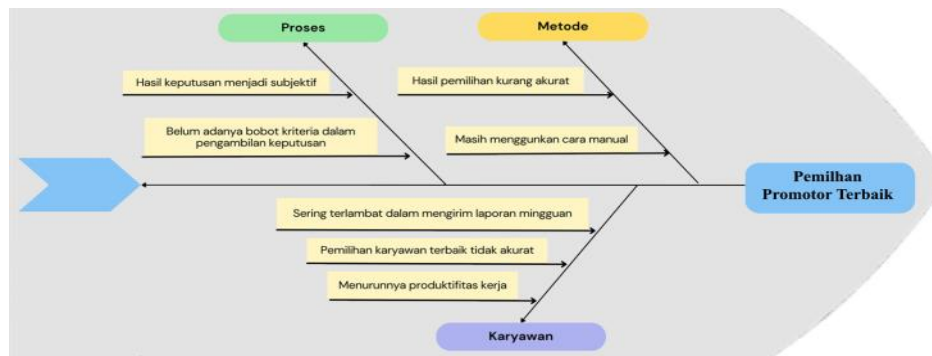 Proses
Metode
Hasil keputusan menjadi subjektif
Hasil pemilihan kurang akurat
Belum adanya bobot kriteria dalam
pengambilan keputusan
Masih menggunkan cara manual
Pemilhan
Promotor Terbaik
Sering terlambat dalam mengirim laporan mingguan
Pemilihan karyawan terbaik tidak akurat
Menurunnya produktifitas kerja
Karyawan